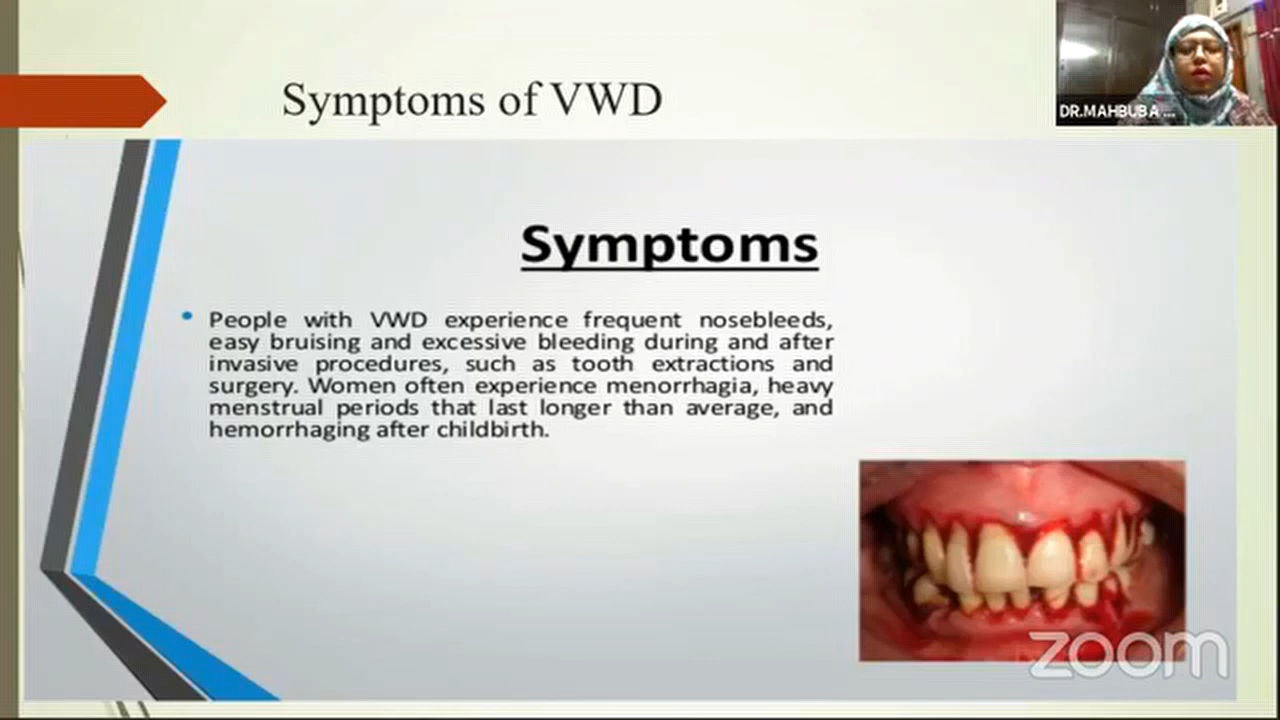 Symptoms of VWD
DR.MAHBUBA ...
Symptoms
• People with VWD experience frequent nosebleeds,
easy bruising and excessive bleeding during and after
invasive procedures, such as tooth extractions and
surgery. Women often experience menorrhagia, heavy
menstrual periods that last longer than average, and
hemorrhaging after childbirth.
zoom